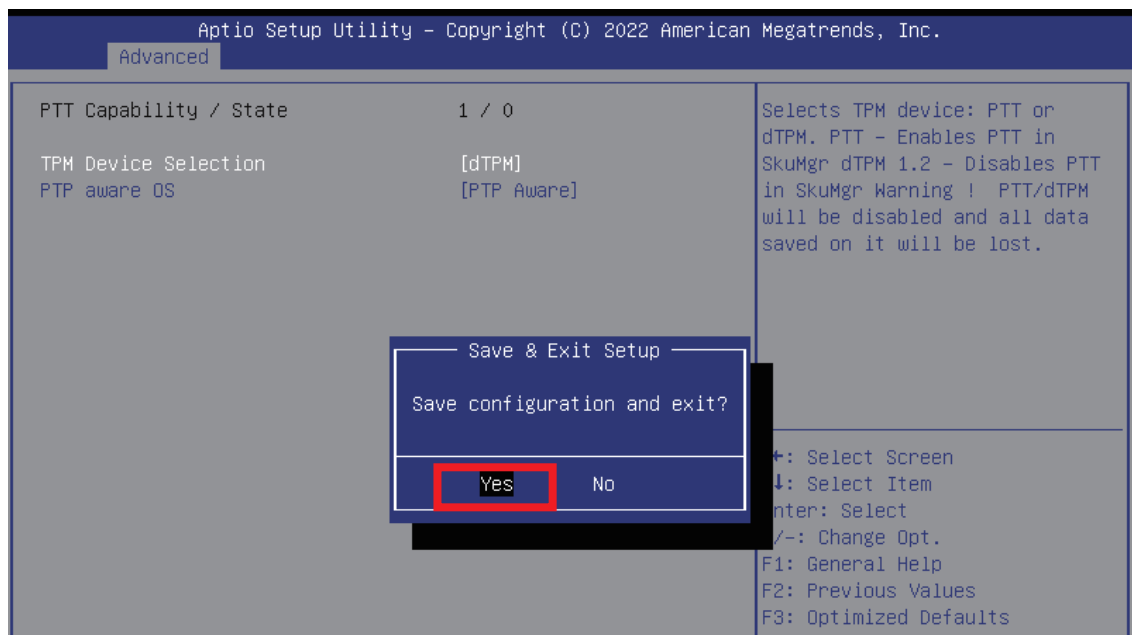 Aptio Setup Utility – Copyright (C) 2022 American Megatrends, Inc.
Advanced
PTT Capability / State 1 / 0
TPM Device Selection [dTPM]
PTP aware OS [PTP Aware]
Selects TPM device: PTT or
dTPM. PTT – Enables PTT in
SkuMgr dTPM 1.2 – Disables PTT
in SkuMgr Warning ! PTT/dTPM
will be disabled and all data
saved on it will be lost.
Save & Exit Setup
Save configuration and exit?
Yes No
: Select Screen
: Select Item
nter: Select
/-: Change Opt.
F1: General Help
F2: Previous Values
F3: Optimized Defaults